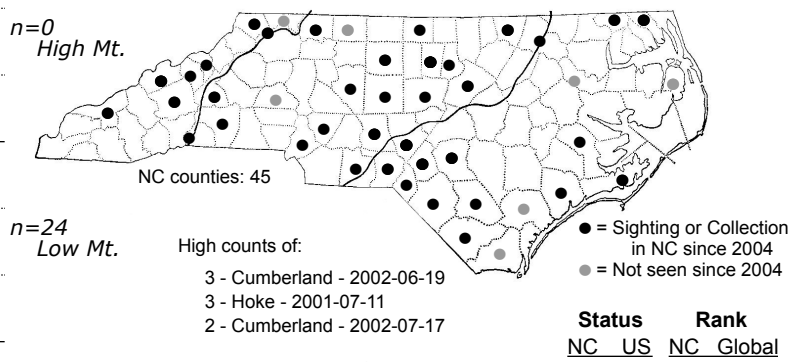 n=0
High Mt.
NC counties: 45
n=24
Low Mt.
High counts of:
3 - Cumberland - 2002-06-19
3 - Hoke - 2001-07-11
2 - Cumberland - 2002-07-17
= Sighting or Collection
in NC since 2004
= Not seen since 2004
Status Rank
NC US NC Global